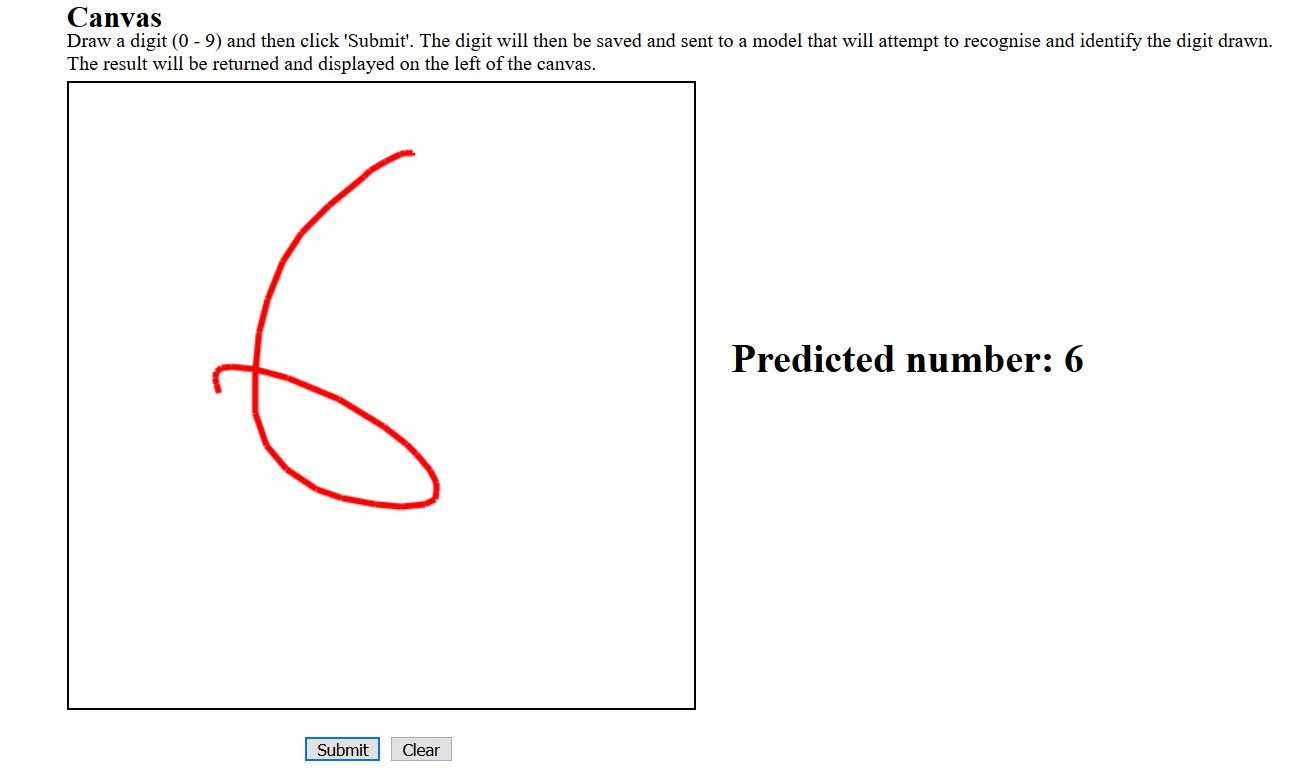 Canvas
Draw a digit (0 - 9) and then click 'Submit'. The digit will then be saved and sent to a model that will attempt to recognise and identify the digit drawn.
The result will be returned and displayed on the left of the canvas.
6
Predicted number: 6
Submit Clear